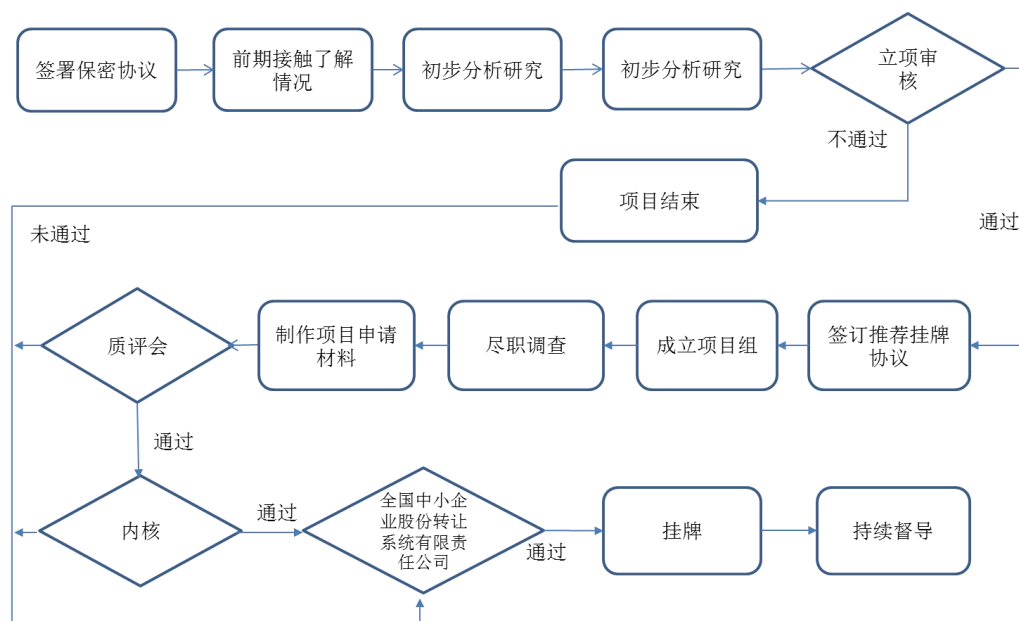 签署保密协议
前期接触了解
情况
初步分析研究
初步分析研究
立项审
核
不通过
项目结束
通过
未通过
质评会
制作项目申请
材料
尽职调查
成立项目组
签订推荐挂牌
协议
通过
内核
通过
全国中小企
业股份转让
系统有限责
任公司
通过
挂牌
持续督导